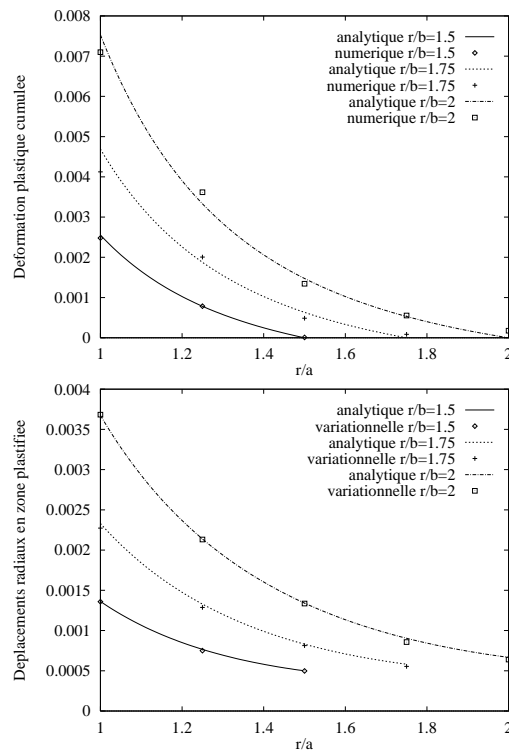 0.008
0.007
0.006
0.005
0.004
0.003
0.002
0.001
0
Deformation plastique cumulee
analytique r/b=1.5
numerique r/b=1.5
analytique r/b=1.75
numerique r/b=1.75
analytique r/b=2
numerique r/b=2
1 1.2 1.4 1.6 1.8 2
r/a
0.004
0.0035
0.003
0.0025
0.002
0.0015
0.001
0.0005
0
Deplacements radiaux en zone plastifiee
analytique r/b=1.5
variationnelle r/b=1.5
analytique r/b=1.75
variationnelle r/b=1.75
analytique r/b=2
variationnelle r/b=2
1 1.2 1.4 1.6 1.8 2
r/a